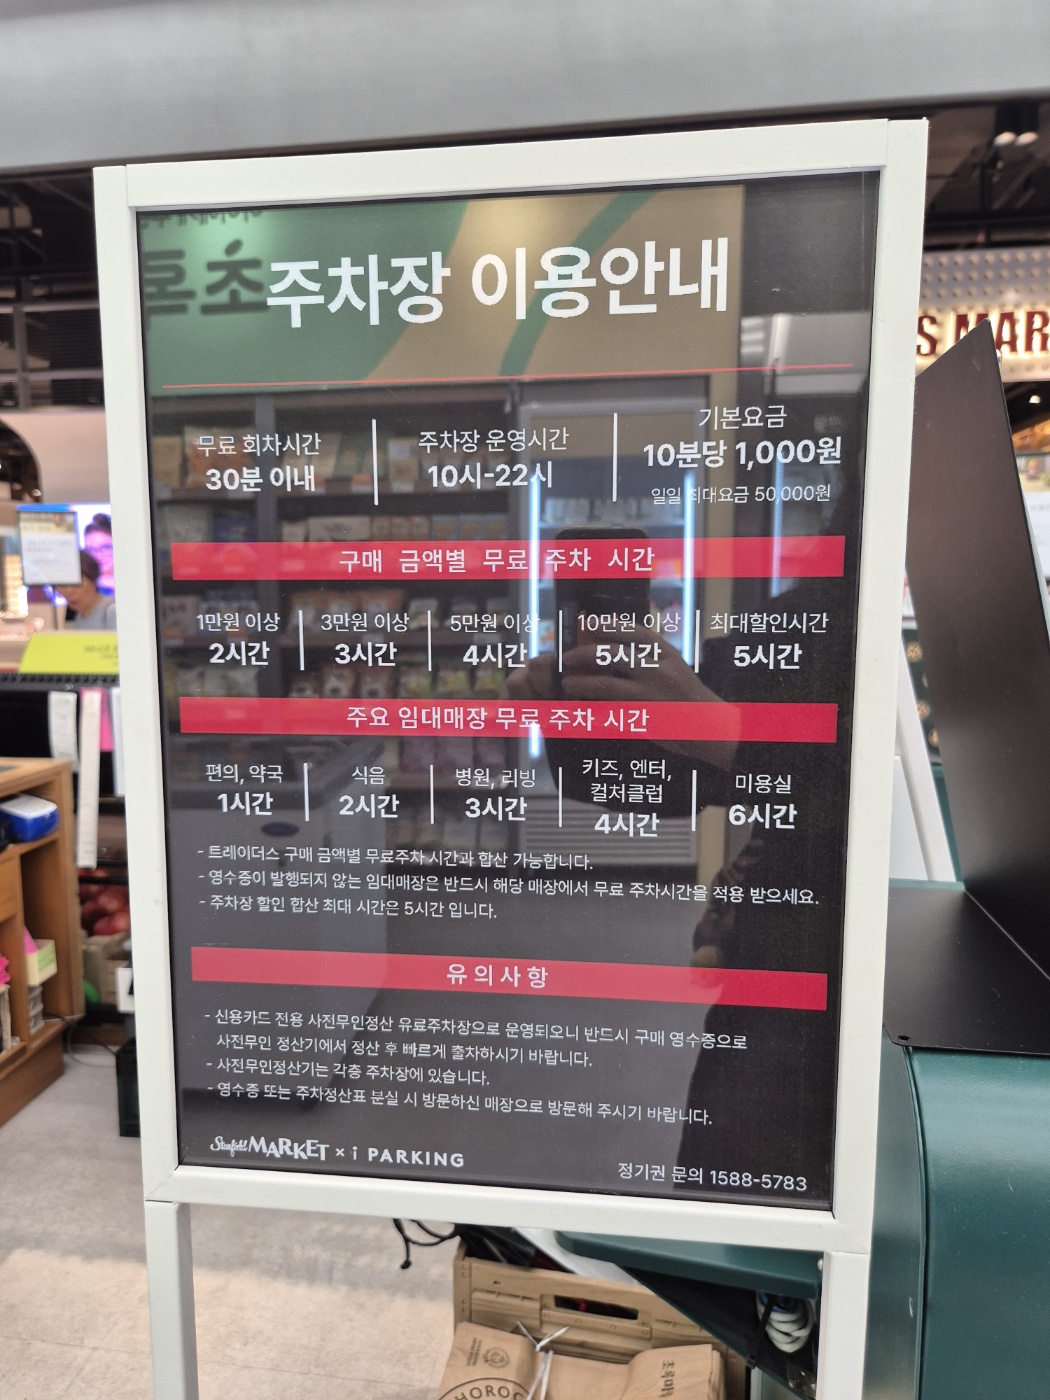 주차장 이용안내
무료 회차시간
30분 이내
주차장 운영시간
10시-22시
기본요금
10분당 1,000원
일일 최대요금 50,000원
구매 금액별 무료 주차 시간
1만원 이상
2시간
3만원 이상
3시간
5만원 이상
4시간
10만원 이상
5시간
최대할인시간
5시간
주요 임대매장 무료 주차 시간
편의, 약국
1시간
식음
2시간
병원, 리빙
3시간
키즈, 엔터,
컬처클럽
4시간
미용실
6시간
- 트레이더스 구매 금액별 무료주차 시간과 합산 가능합니다.
- 영수증이 발행되지 않는 임대매장은 반드시 해당 매장에서 무료 주차시간을 적용 받으세요.
- 주차장 할인 합산 최대 시간은 5시간 입니다.
유의사항
- 신용카드 전용 사전무인정산 유료주차장으로 운영되오니 반드시 구매 영수증으로
사전무인 정산기에서 정산 후 빠르게 출차하시기 바랍니다.
- 사전무인정산기는 각층 주차장에 있습니다.
- 영수증 또는 주차정산표 분실 시 방문하신 매장으로 방문해 주시기 바랍니다.
Starfield MARKET × i PARKING
정기권 문의 1588-5783
S MAR